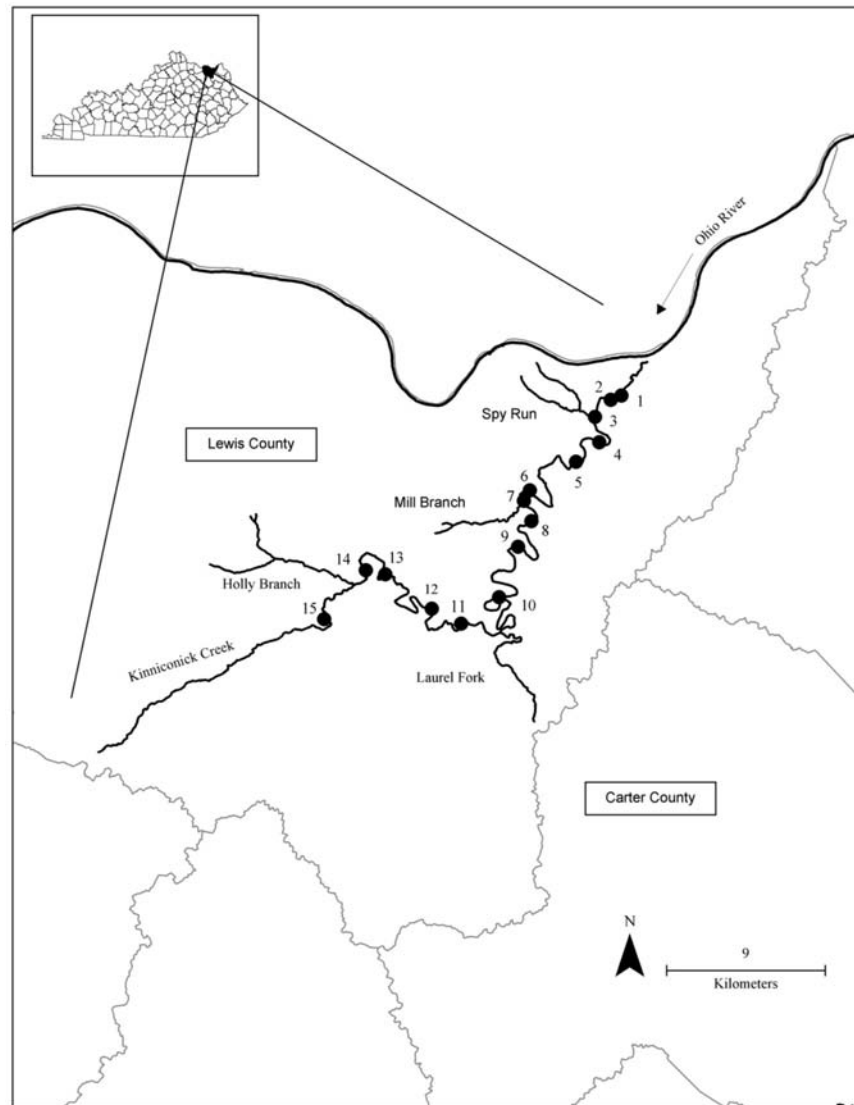 Ohio River
2
1
Spy Run
3
Lewis County
4
5
6
7
Mill Branch
8
9
14
13
Holly Branch
10
12
11
15
Kinniconick Creek
Laurel Fork
Carter County
N
9
Kilometers